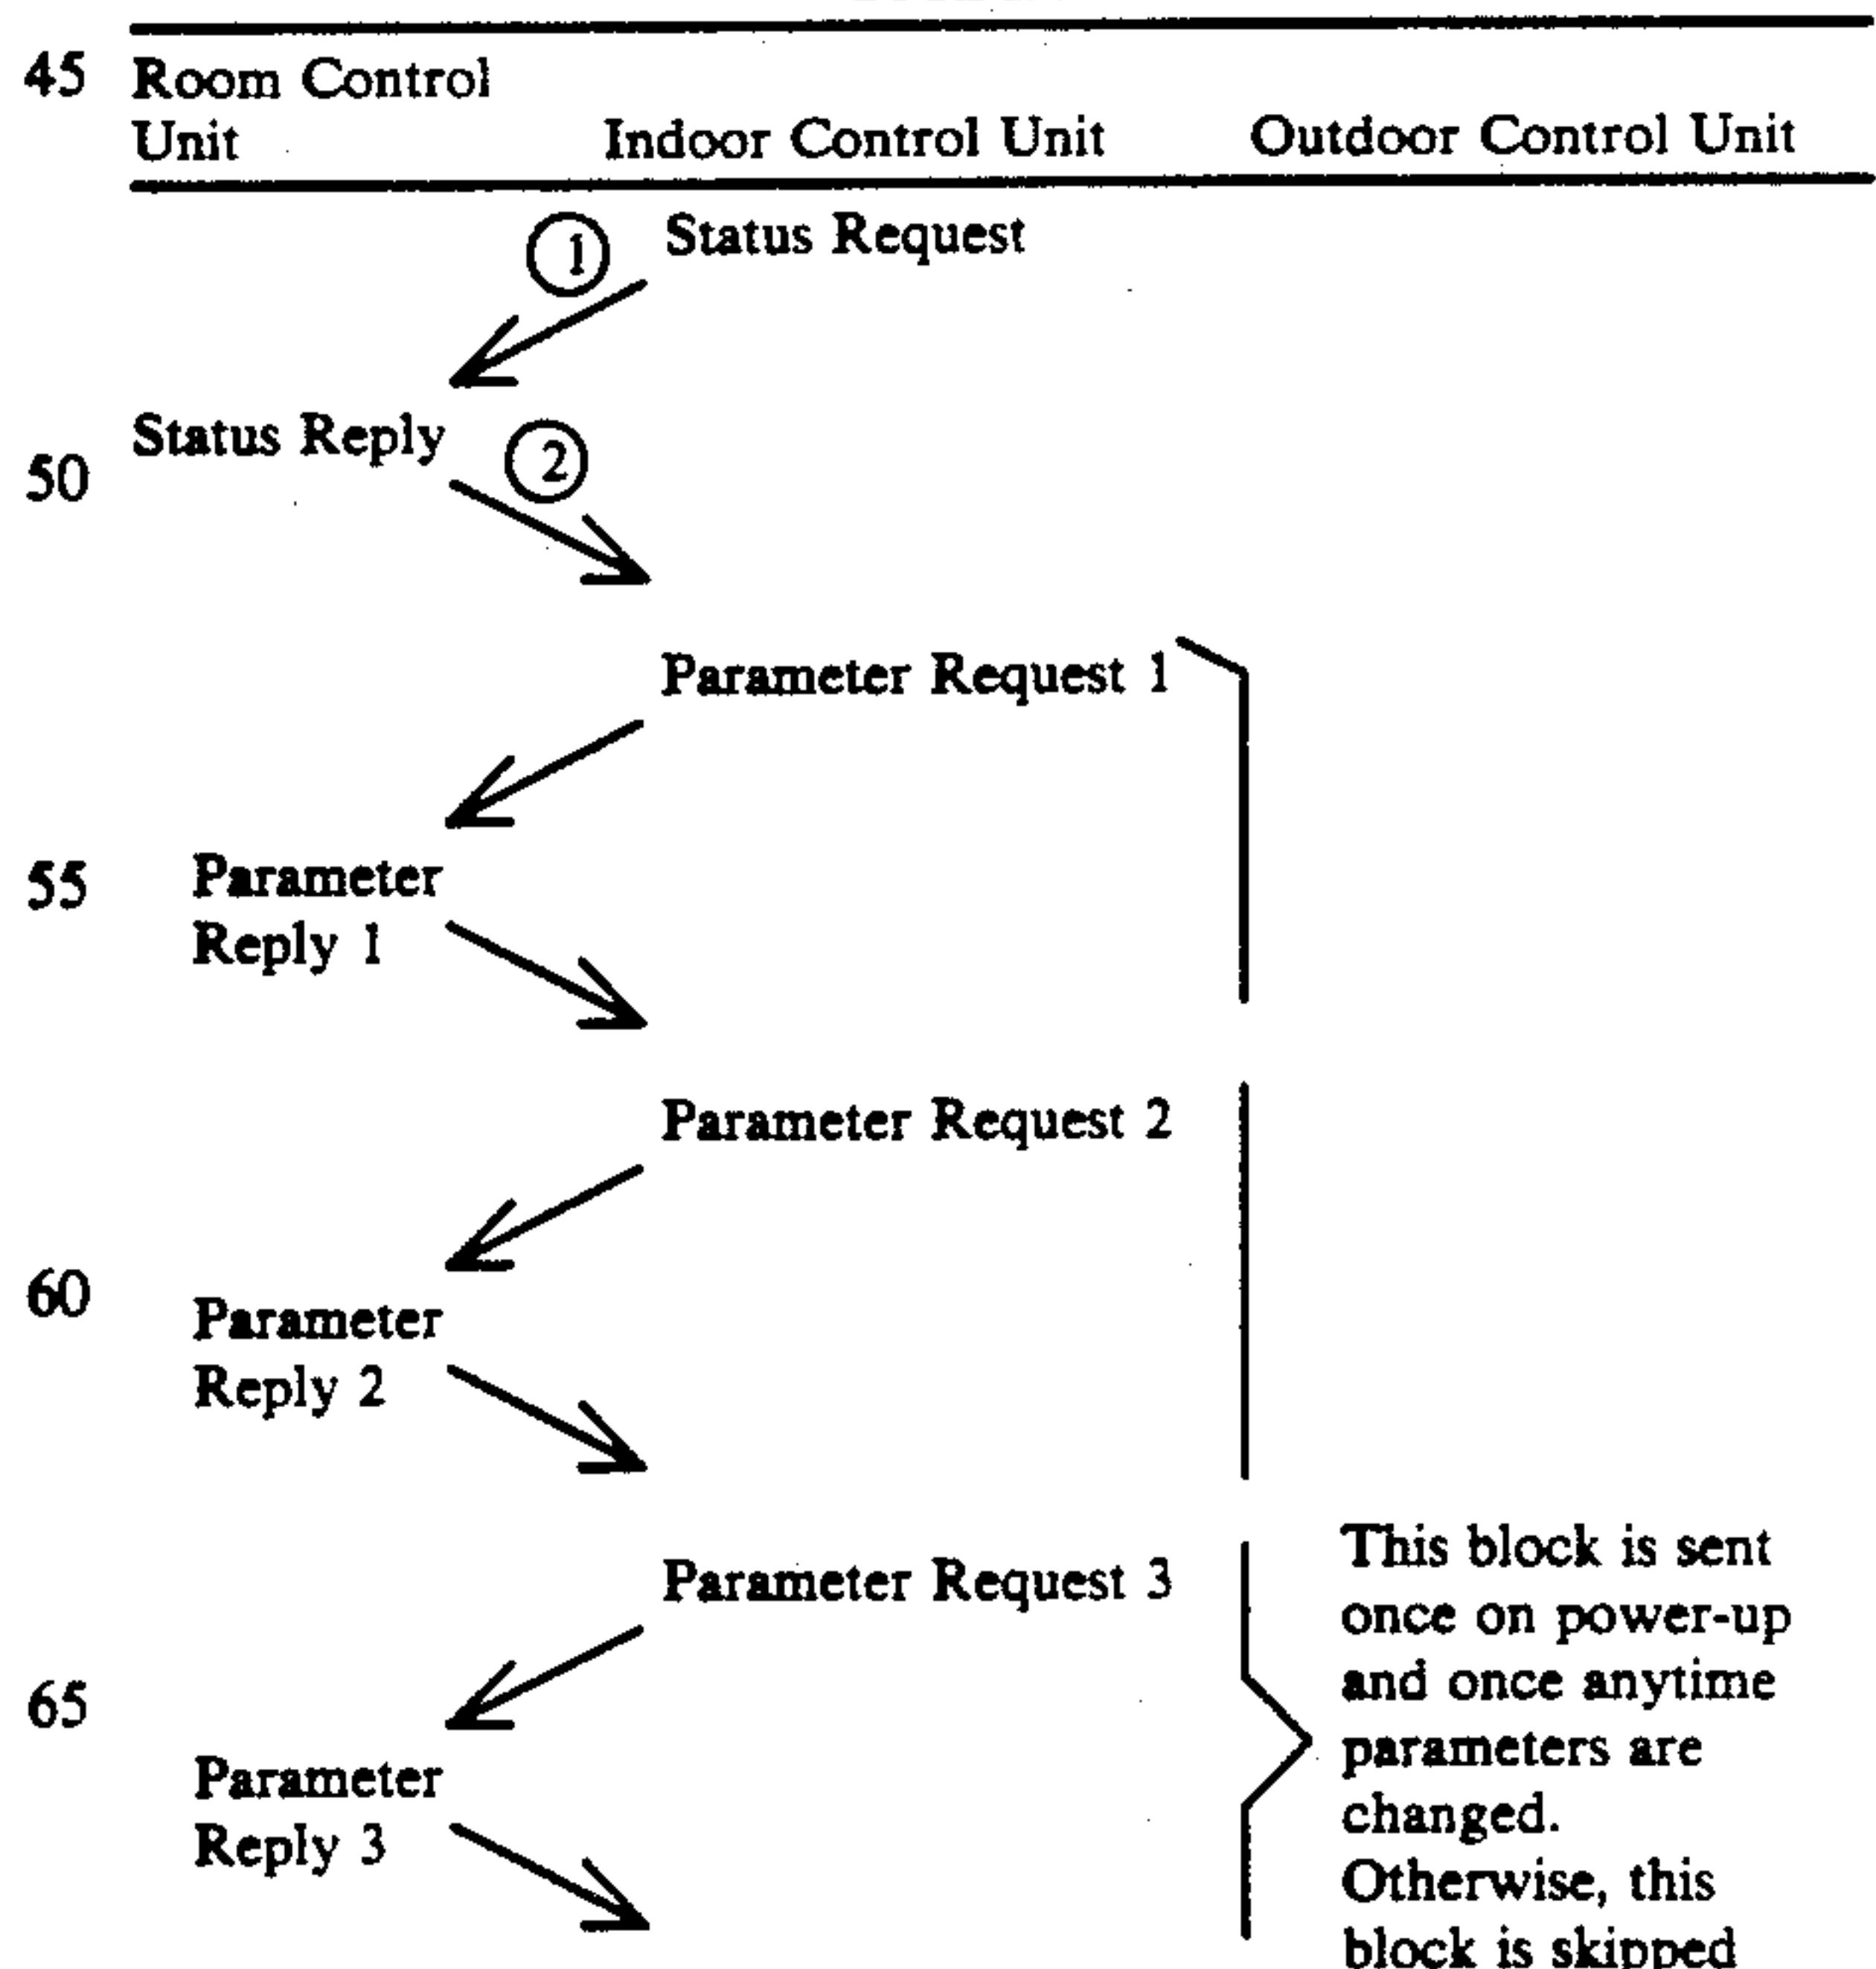 45 Room Control
Unit Indoor Control Unit Outdoor Control Unit
1 Status Request
Status Reply 2
50
Parameter Request 1
55 Parameter
Reply 1
Parameter Request 2
60
Parameter
Reply 2
Parameter Request 3
This block is sent
once on power-up
65 and once anytime
parameters are
Parameter
changed.
Reply 3
Otherwise, this
block is skipped